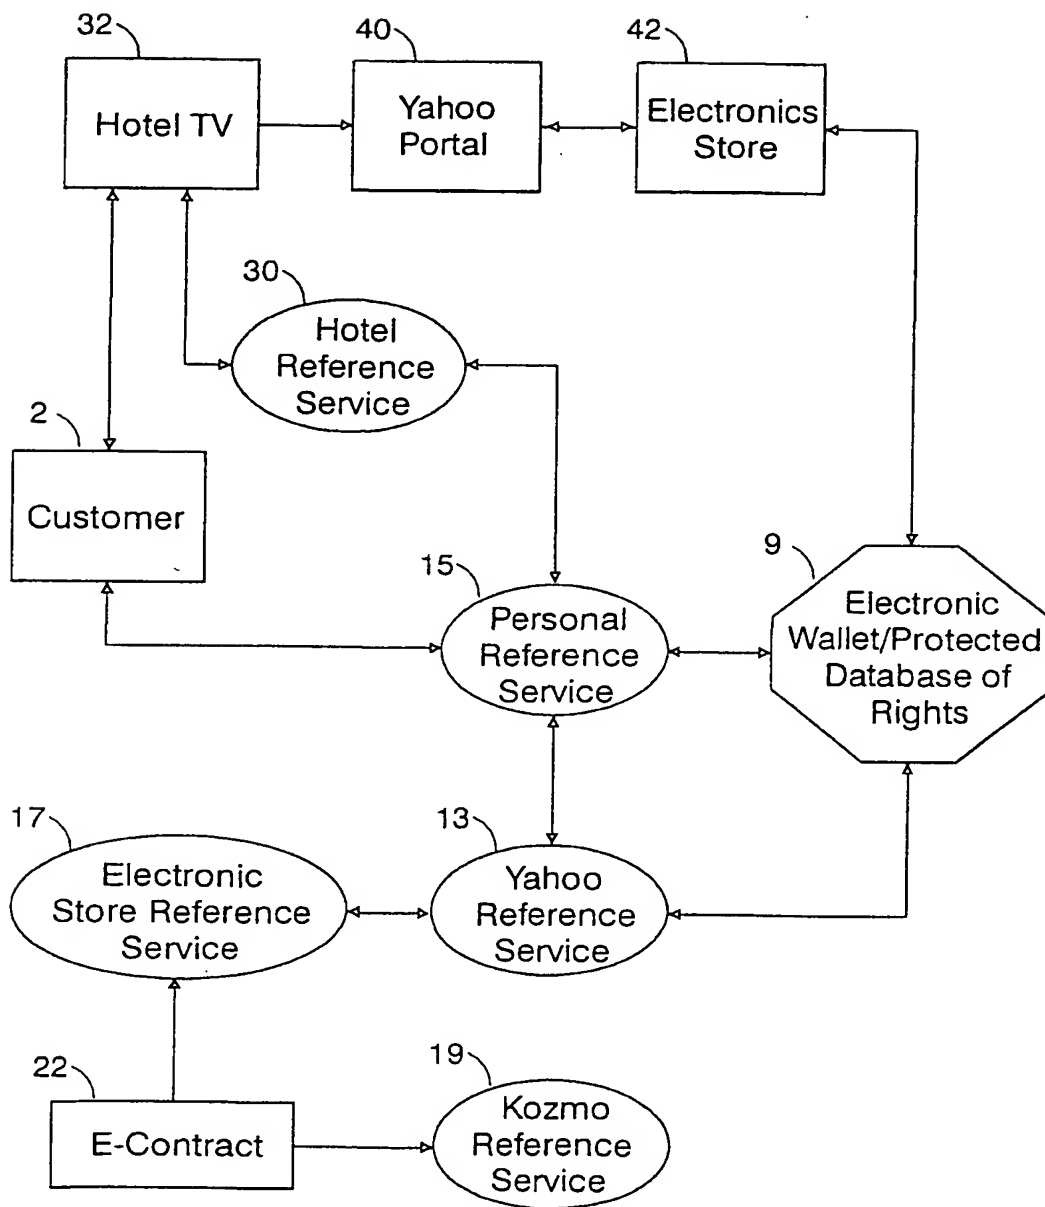 32
40
42
Hotel TV
Yahoo
Portal
Electronics
Store
30
Hotel
Reference
Service
2
Customer
15
9
Personal
Reference
Service
Electronic
Wallet/Protected
Database of
Rights
17
13
Electronic
Store Reference
Service
Yahoo
Reference
Service
22
19
E-Contract
Kozmo
Reference
Service